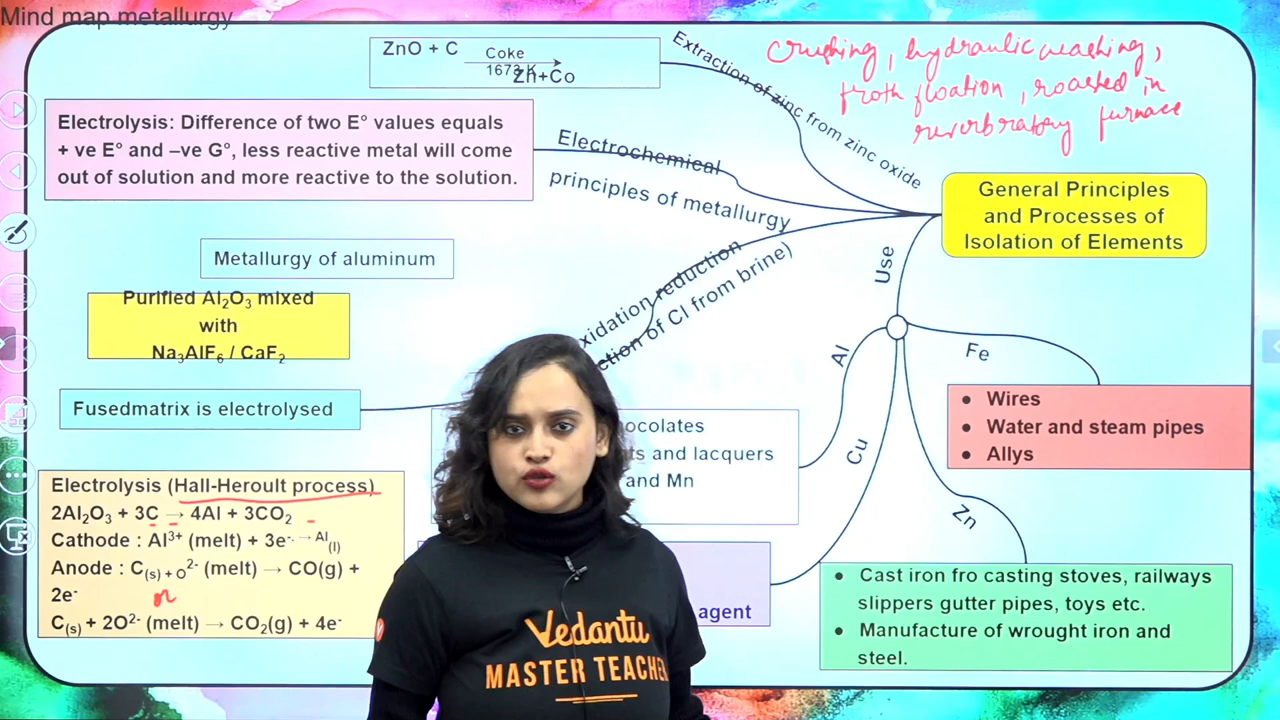 Mind map metallurgy
ZnO + C
Coke
1673 K
Zn+Co
Extraction of zinc from zinc oxide
crushing, hydraulic washing,
froth floation, roasted in
reverbratory furnace
Electrolysis: Difference of two E° values equals
+ ve E° and –ve G°, less reactive metal will come
out of solution and more reactive to the solution.
Electrochemical
principles of metallurgy
General Principles
and Processes of
Isolation of Elements
Metallurgy of aluminum
Purified Al₂O₃ mixed
with
Na₃AlF₆ / CaF₂
xidation reduction
ction of Cl from brine)
Use
Al
Cu
Zn
Fe
Fusedmatrix is electrolysed
● Wires
● Water and steam pipes
● Allys
ocolates
ts and lacquers
and Mn
Electrolysis (Hall-Heroult process)
2Al₂O₃ + 3C → 4Al + 3CO₂
Cathode : Al³⁺ (melt) + 3e⁻ → Al(l)
Anode : C(s) + O²⁻ (melt) → CO(g) +
2e⁻
or
C(s) + 2O²⁻ (melt) → CO₂(g) + 4e⁻
agent
● Cast iron fro casting stoves, railways
slippers gutter pipes, toys etc.
● Manufacture of wrought iron and
steel.
Vedantu
MASTER TEACHE